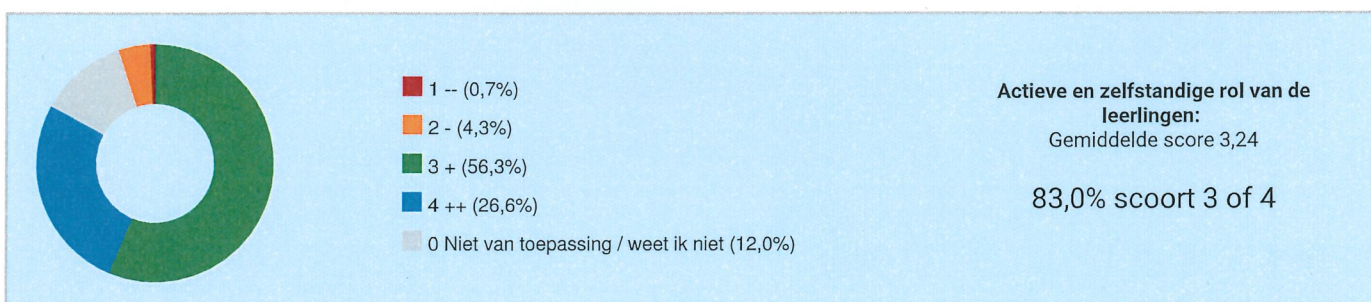 1 -- (0,7%)
2 - (4,3%)
3 + (56,3%)
4 ++ (26,6%)
0 Niet van toepassing / weet ik niet (12,0%)
Actieve en zelfstandige rol van de
leerlingen:
Gemiddelde score 3,24
83,0% scoort 3 of 4